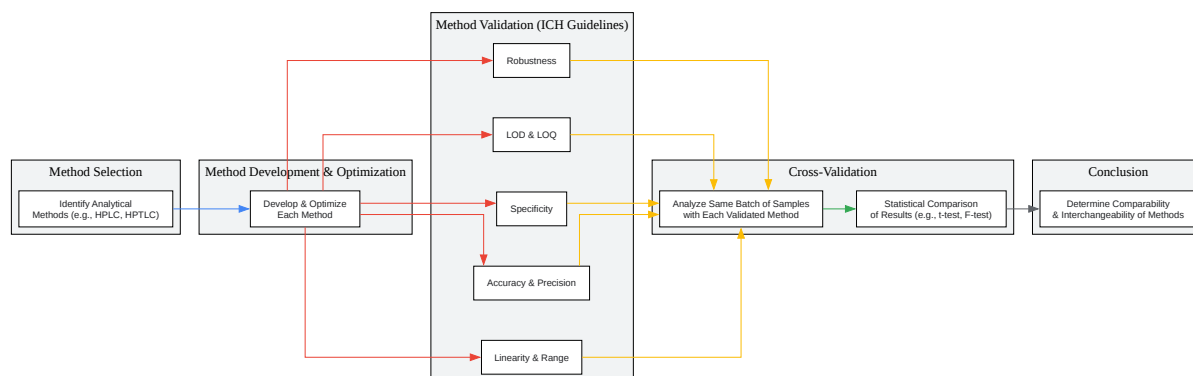 Method Validation (ICH Guidelines)
Robustness
LOD & LOQ
Method Selection
Method Development & Optimization
Cross-Validation
Conclusion
Identify Analytical
Methods (e.g., HPLC, HPTLC)
Develop & Optimize
Each Method
Specificity
Analyze Same Batch of Samples
with Each Validated Method
Statistical Comparison
of Results (e.g., t-test, F-test)
Determine Comparability
& Interchangeability of Methods
Accuracy & Precision
Linearity & Range